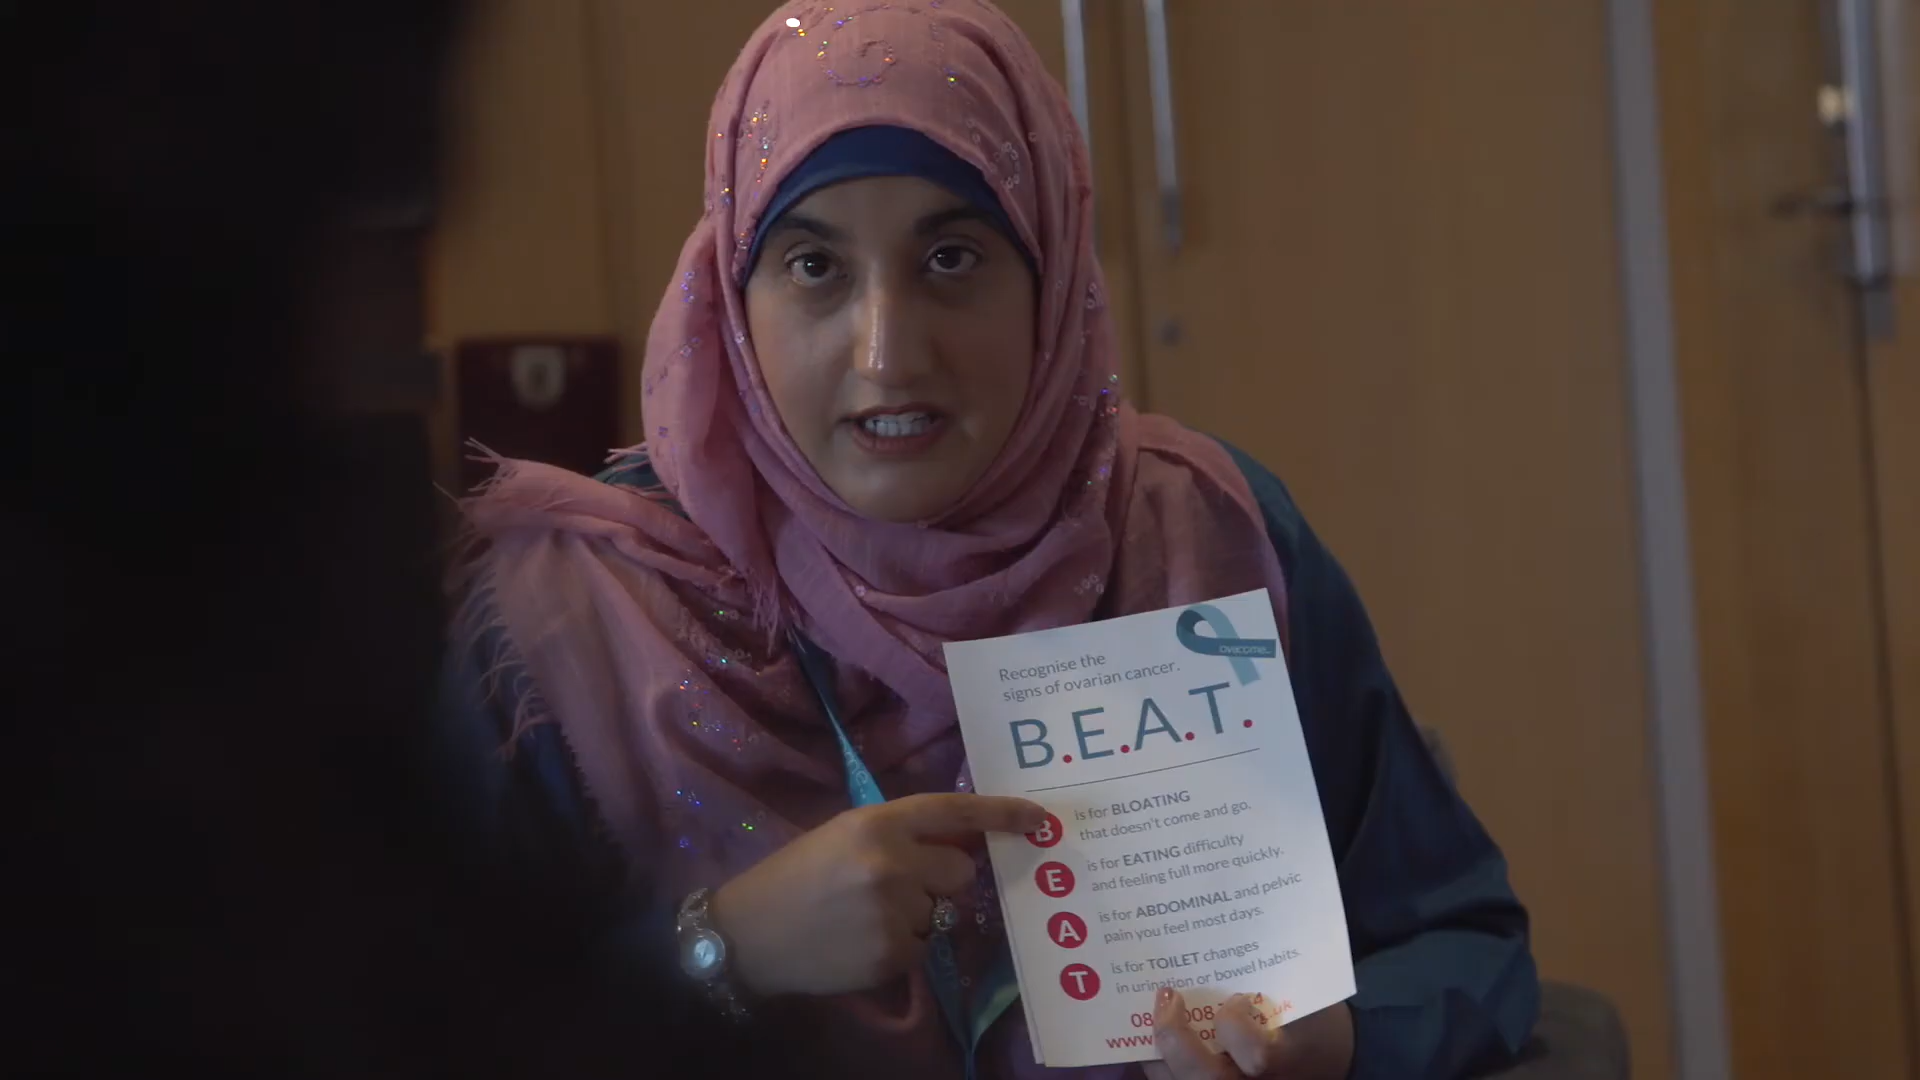 ovacome
Recognise the
signs of ovarian cancer.
B.E.A.T.
B is for BLOATING
that doesn't come and go.
E is for EATING difficulty
and feeling full more quickly.
A is for ABDOMINAL and pelvic
pain you feel most days.
T is for TOILET changes
in urination or bowel habits.